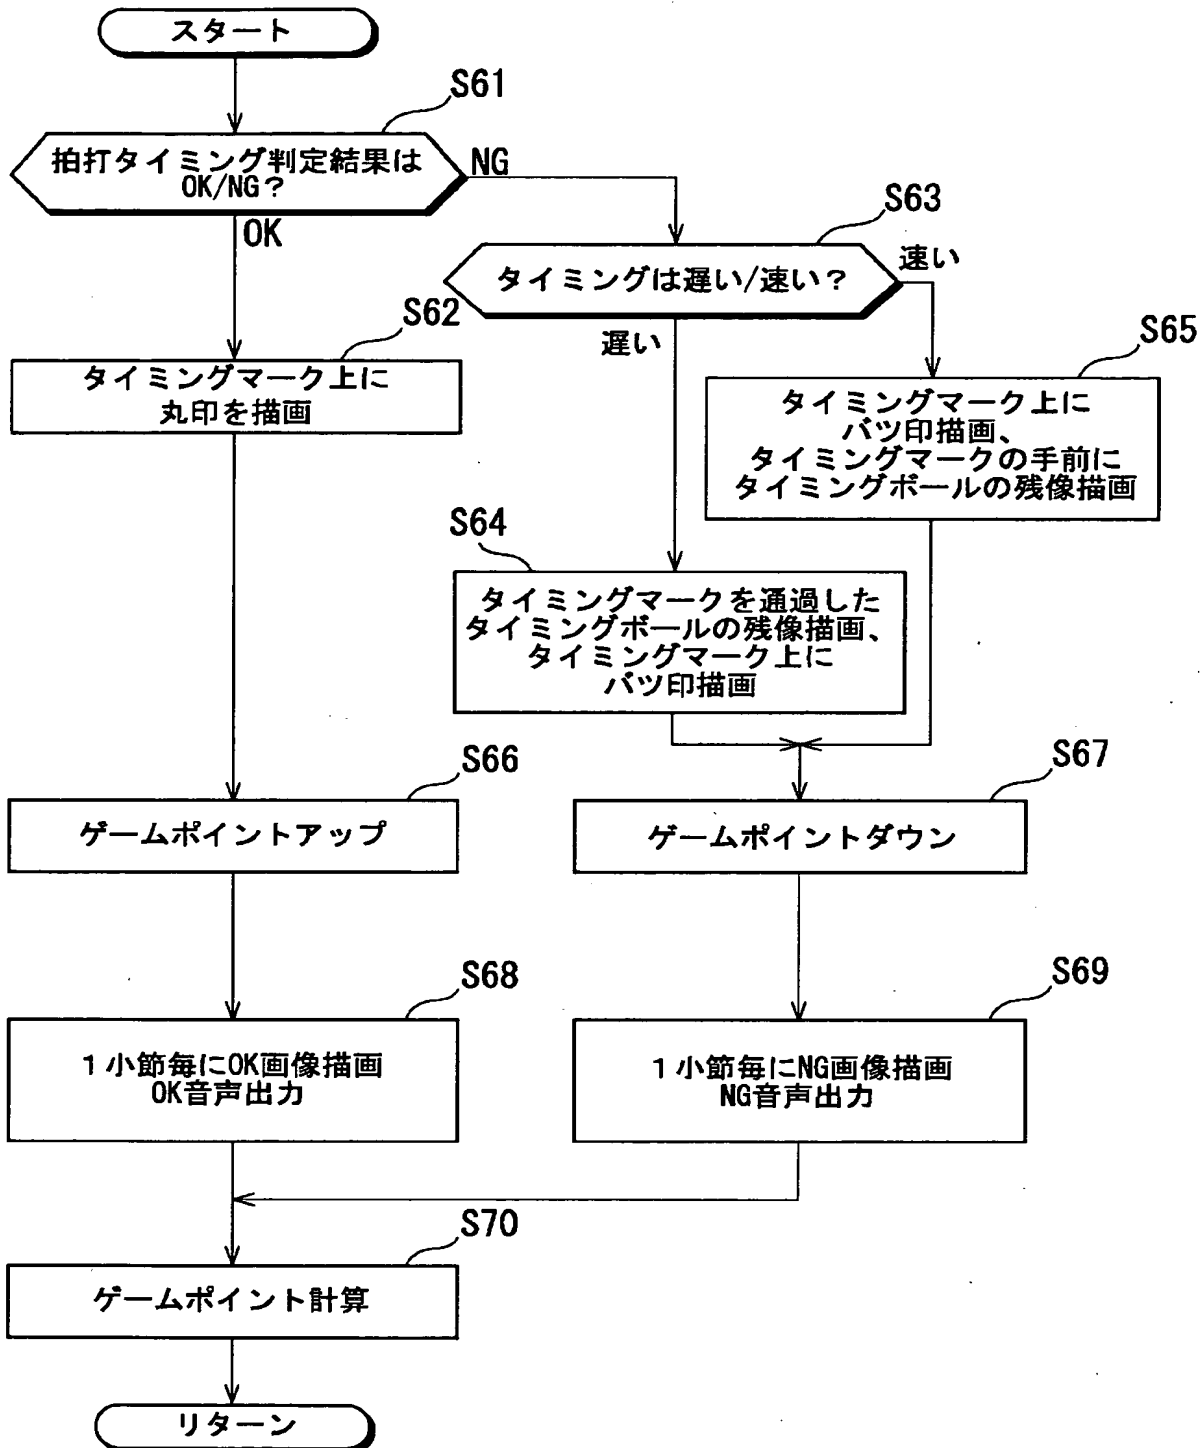 スタート
S61
拍打タイミング判定結果は
OK/NG?
NG
OK
S63
タイミングは遅い/速い?
速い
遅い
S62
タイミングマーク上に
丸印を描画
S65
タイミングマーク上に
バツ印描画、
タイミングマークの手前に
タイミングボールの残像描画
S64
タイミングマークを通過した
タイミングボールの残像描画、
タイミングマーク上に
バツ印描画
S66
ゲームポイントアップ
S67
ゲームポイントダウン
S68
1小節毎にOK画像描画
OK音声出力
S69
1小節毎にNG画像描画
NG音声出力
S70
ゲームポイント計算
リターン